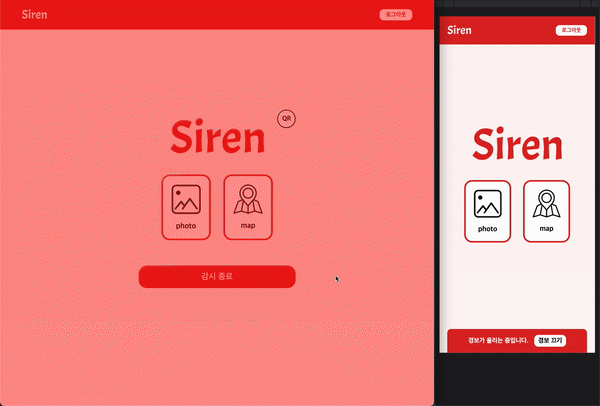 Siren
로그아웃
Siren
QR
photo
map
감시 종료
Siren
로그아웃
Siren
photo
map
경보가 울리는 중입니다.
경보 끄기